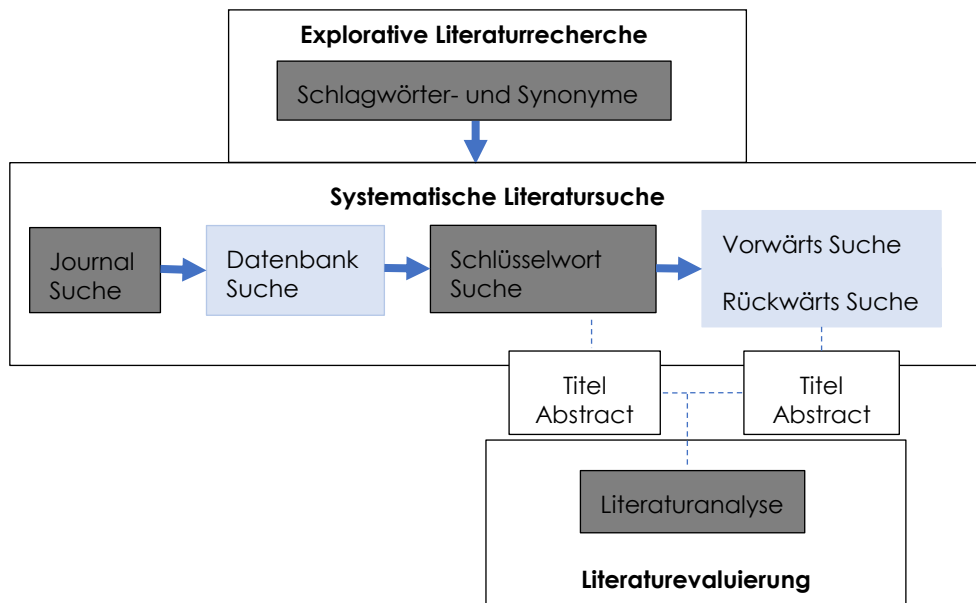 Explorative Literaturrecherche
Schlagwörter- und Synonyme
Systematische Literatursuche
Journal
Suche
Datenbank
Suche
Schlüsselwort
Suche
Vorwärts Suche
Rückwärts Suche
Titel
Abstract
Titel
Abstract
Literaturanalyse
Literaturevaluierung